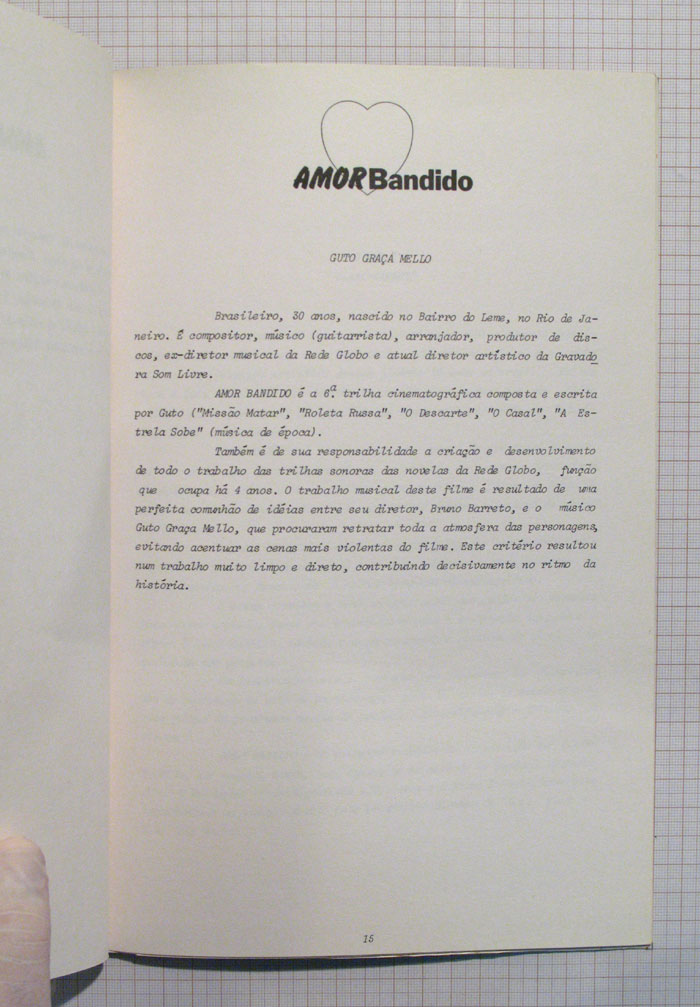 AMOR Bandido
GUTO GRAÇA MELLO
Brasileiro, 30 anos, nascido no Bairro do Leme, no Rio de Ja-
neiro. É compositor, músico (guitarrista), arranjador, produtor de dis-
cos, ex-diretor musical da Rede Globo e atual diretor artístico da Gravado
ra Som Livre.
AMOR BANDIDO é a 6ª. trilha cinematográfica composta e escrita
por Guto ("Missão Matar", "Roleta Russa", "O Descarte", "O Casal", "A Es-
trela Sobe" (música de época).
Também é de sua responsabilidade a criação e desenvolvimento
de todo o trabalho das trilhas sonoras das novelas da Rede Globo, função
que ocupa há 4 anos. O trabalho musical deste filme é resultado de uma
perfeita comunhão de idéias entre seu diretor, Bruno Barreto, e o músico
Guto Graça Mello, que procuraram retratar toda a atmosfera das personagens,
evitando acentuar as cenas mais violentas do filme. Este critério resultou
num trabalho muito limpo e direto, contribuindo decisivamente no ritmo da
história.
15